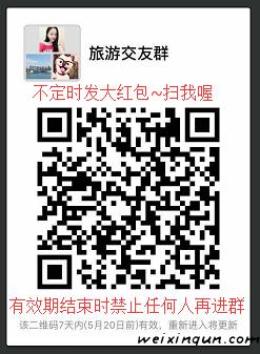 旅游交友群
不定时发大红包~扫我喔
有效期结束时禁止任何人再进群
该二维码7天内(5月20日前)有效，重新进入将更新
weixinqun.com